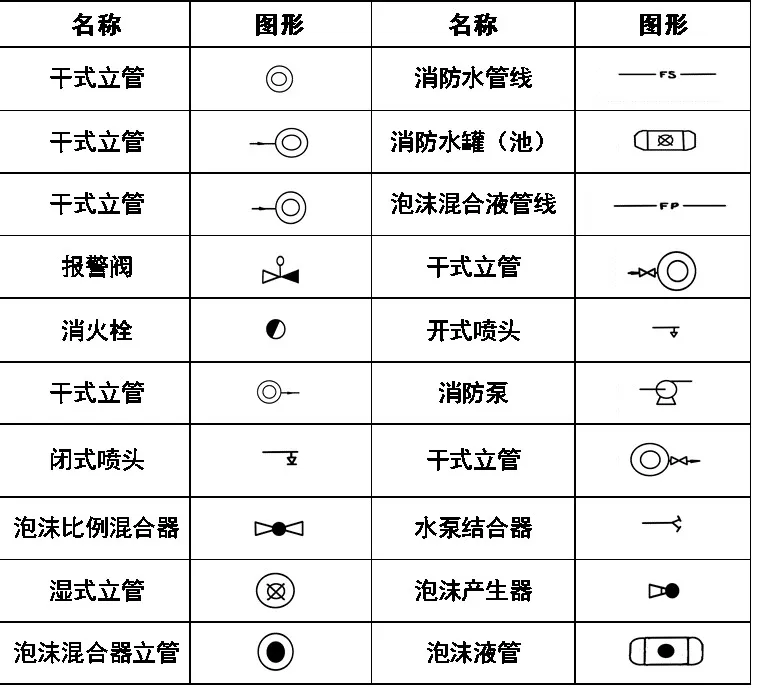 名称 图形 名称 图形
干式立管 消防水管线 FS
干式立管 消防水罐（池）
干式立管 泡沫混合液管线 FP
报警阀 干式立管
消火栓 开式喷头
干式立管 消防泵
闭式喷头 干式立管
泡沫比例混合器 水泵结合器
湿式立管 泡沫产生器
泡沫混合器立管 泡沫液管